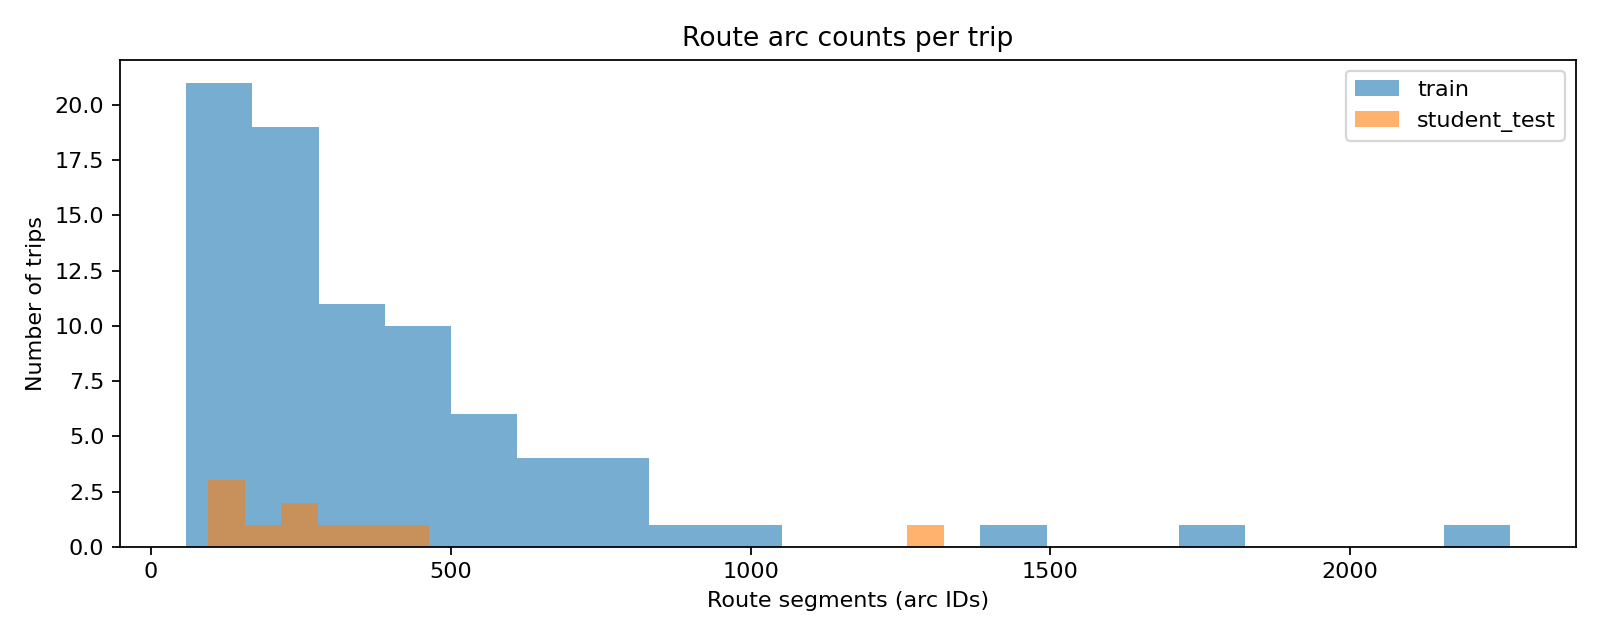 Route arc counts per trip
train
student_test
Number of trips
20.0
17.5
15.0
12.5
10.0
7.5
5.0
2.5
0.0
0 500 1000 1500 2000
Route segments (arc IDs)